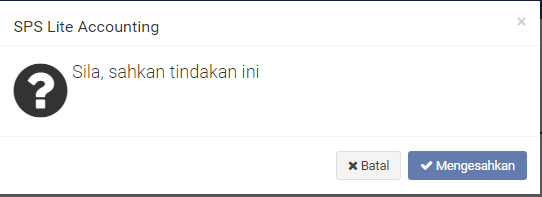 SPS Lite Accounting
×
Sila, sahkan tindakan ini
Batal
Mengesahkan